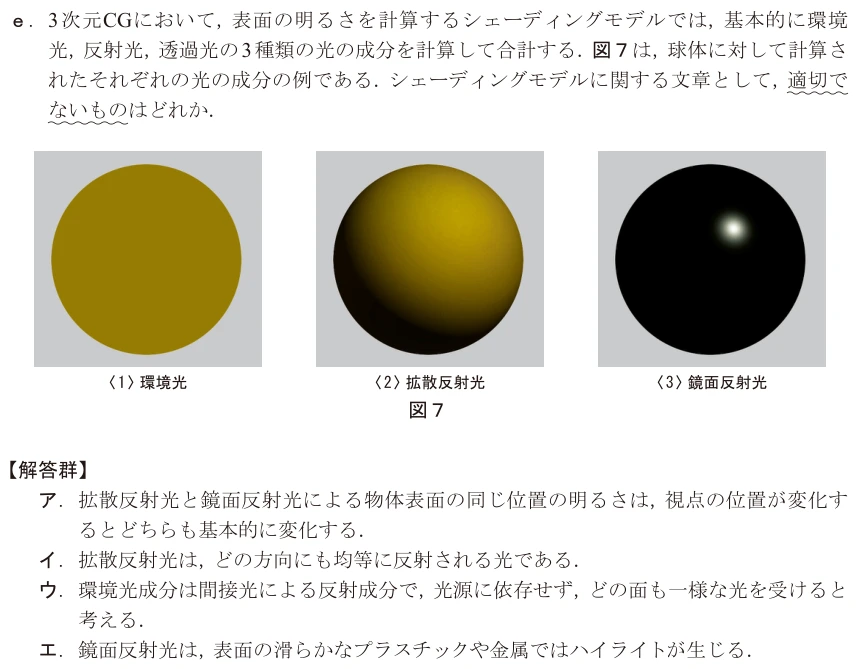 e．3次元CGにおいて，表面の明るさを計算するシェーディングモデルでは，基本的に環境
光，反射光，透過光の3種類の光の成分を計算して合計する．図7は，球体に対して計算さ
れたそれぞれの光の成分の例である．シェーディングモデルに関する文章として，適切で
ないものはどれか．
〈1〉環境光
〈2〉拡散反射光
〈3〉鏡面反射光
図7
【解答群】
ア．拡散反射光と鏡面反射光による物体表面の同じ位置の明るさは，視点の位置が変化す
るとどちらも基本的に変化する．
イ．拡散反射光は，どの方向にも均等に反射される光である．
ウ．環境光成分は間接光による反射成分で，光源に依存せず，どの面も一様な光を受けると
考える．
エ．鏡面反射光は，表面の滑らかなプラスチックや金属ではハイライトが生じる．